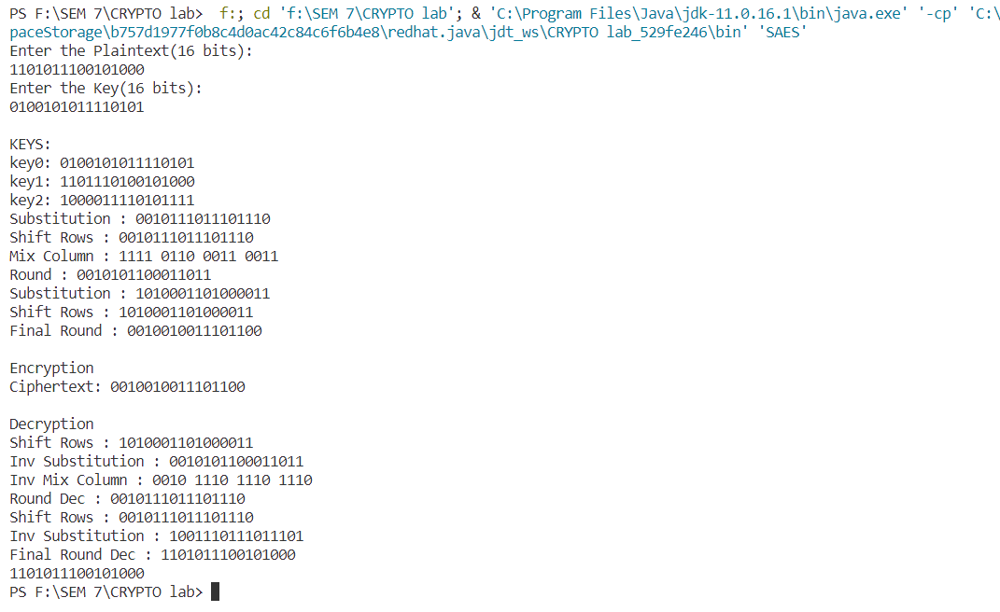 PS F:\SEM 7\CRYPTO lab>  f:; cd 'f:\SEM 7\CRYPTO lab'; & 'C:\Program Files\Java\jdk-11.0.16.1\bin\java.exe' '-cp' 'C:\
paceStorage\b757d1977f0b8c4d0ac42c84c6f6b4e8\redhat.java\jdt_ws\CRYPTO lab_529fe246\bin' 'SAES'
Enter the Plaintext(16 bits):
1101011100101000
Enter the Key(16 bits):
0100101011110101

KEYS:
key0: 0100101011110101
key1: 1101110100101000
key2: 1000011110101111
Substitution : 0010111011101110
Shift Rows : 0010111011101110
Mix Column : 1111 0110 0011 0011
Round : 0010101100011011
Substitution : 1010001101000011
Shift Rows : 1010001101000011
Final Round : 0010010011101100

Encryption
Ciphertext: 0010010011101100

Decryption
Shift Rows : 1010001101000011
Inv Substitution : 0010101100011011
Inv Mix Column : 0010 1110 1110 1110
Round Dec : 0010111011101110
Shift Rows : 0010111011101110
Inv Substitution : 1001110111011101
Final Round Dec : 1101011100101000
1101011100101000
PS F:\SEM 7\CRYPTO lab>